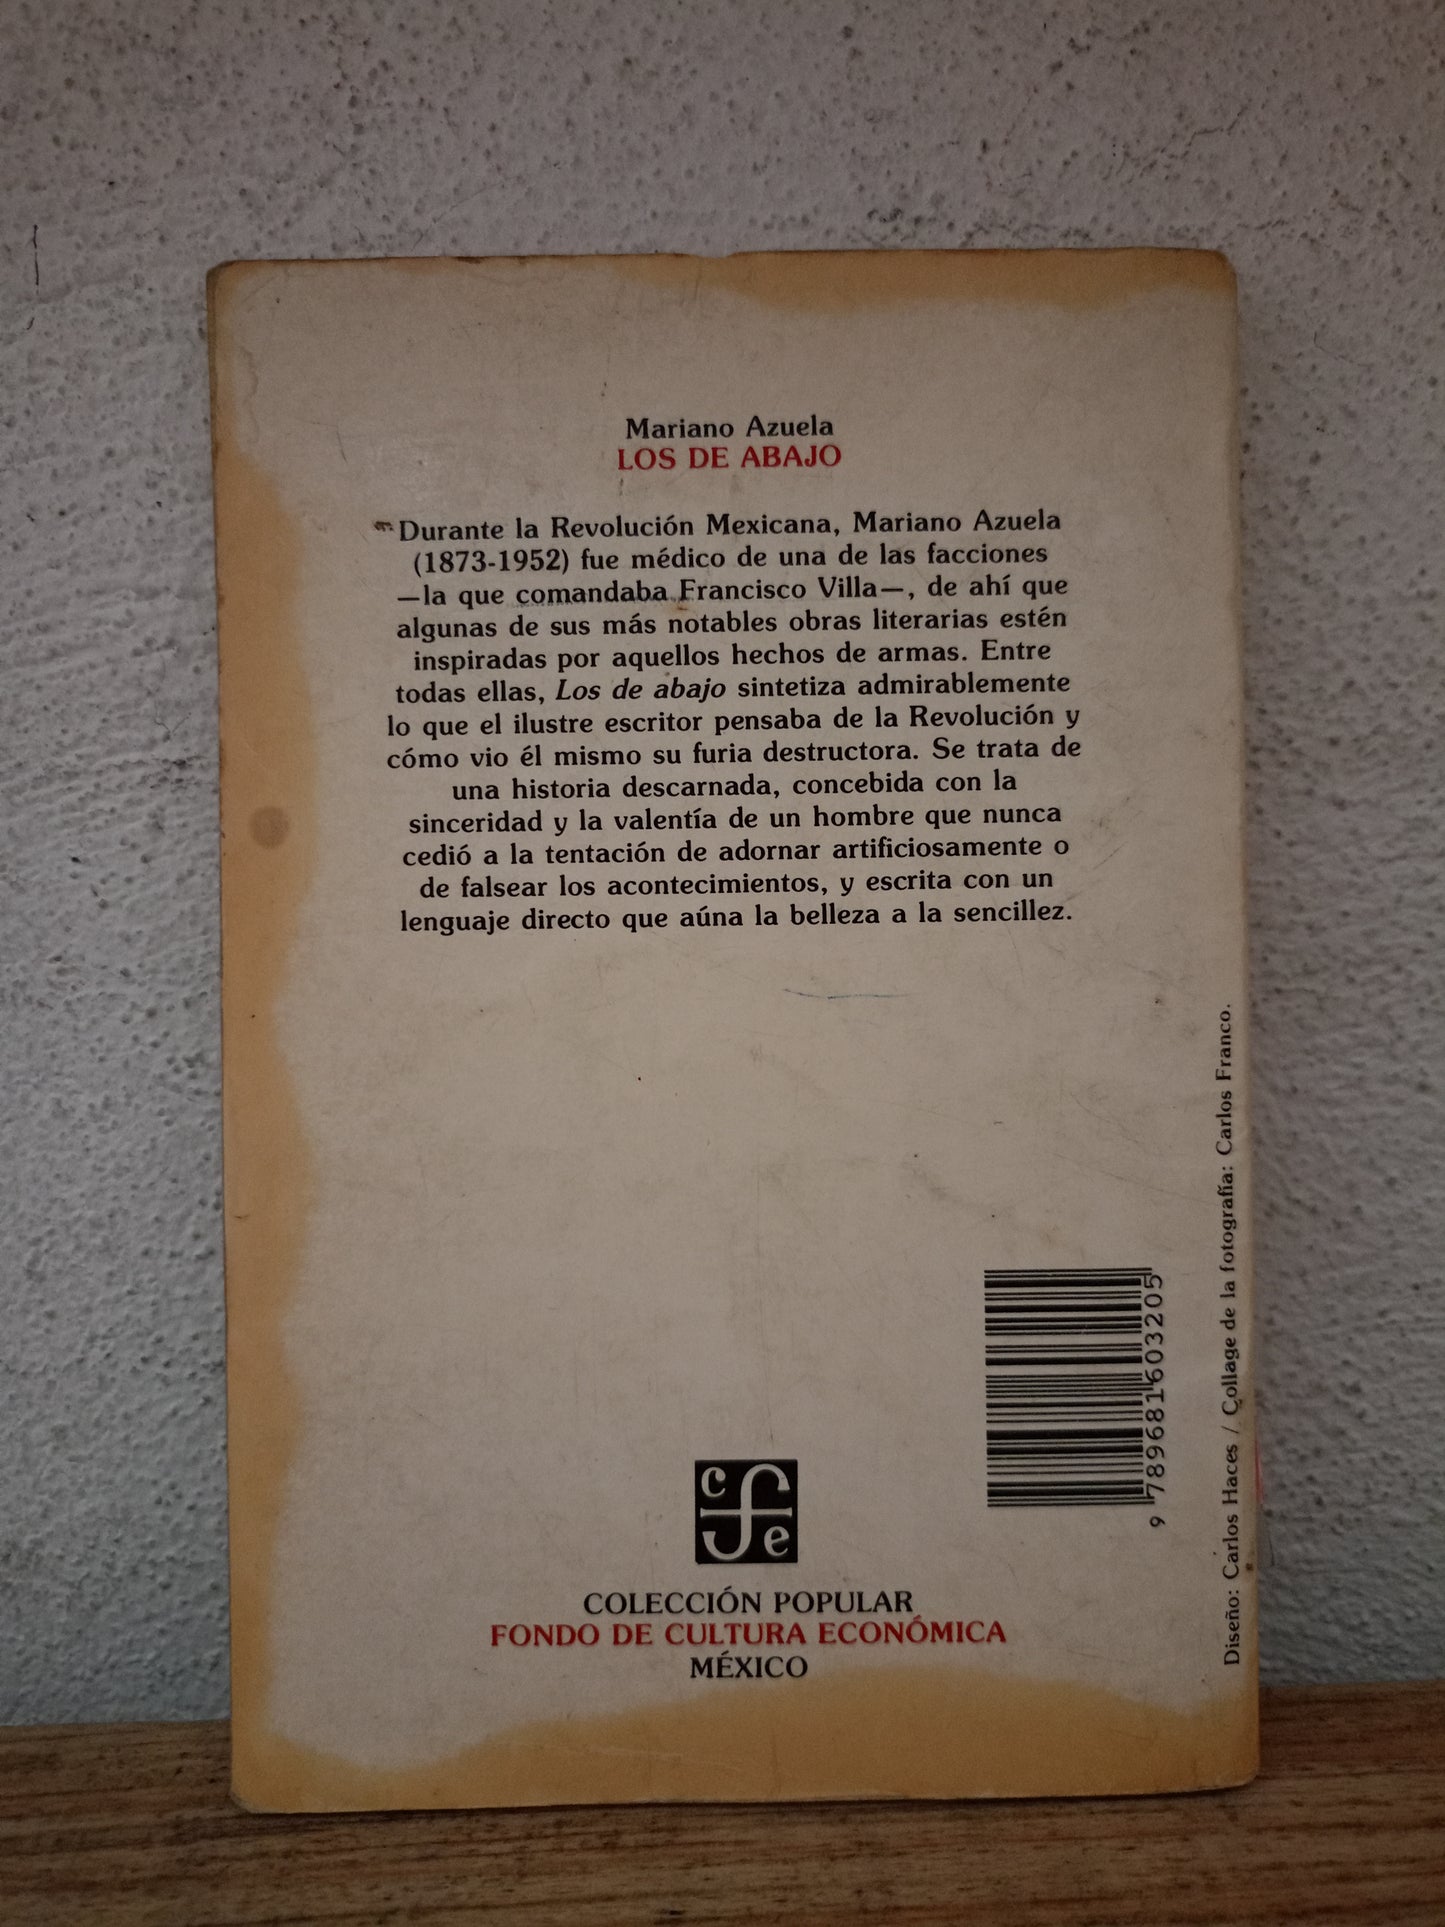 Mariano Azuela
LOS DE ABAJO
Durante la Revolución Mexicana, Mariano Azuela
(1873-1952) fue médico de una de las facciones
—la que comandaba Francisco Villa—, de ahí que
algunas de sus más notables obras literarias estén
inspiradas por aquellos hechos de armas. Entre
todas ellas, Los de abajo sintetiza admirablemente
lo que el ilustre escritor pensaba de la Revolución y
cómo vio él mismo su furia destructora. Se trata de
una historia descarnada, concebida con la
sinceridad y la valentía de un hombre que nunca
cedió a la tentación de adornar artificiosamente o
de falsear los acontecimientos, y escrita con un
lenguaje directo que aúna la belleza a la sencillez.
9 789681603205
Diseño: Carlos Haces / Collage de la fotografía: Carlos Franco.
cfe
COLECCIÓN POPULAR
FONDO DE CULTURA ECONÓMICA
MÉXICO